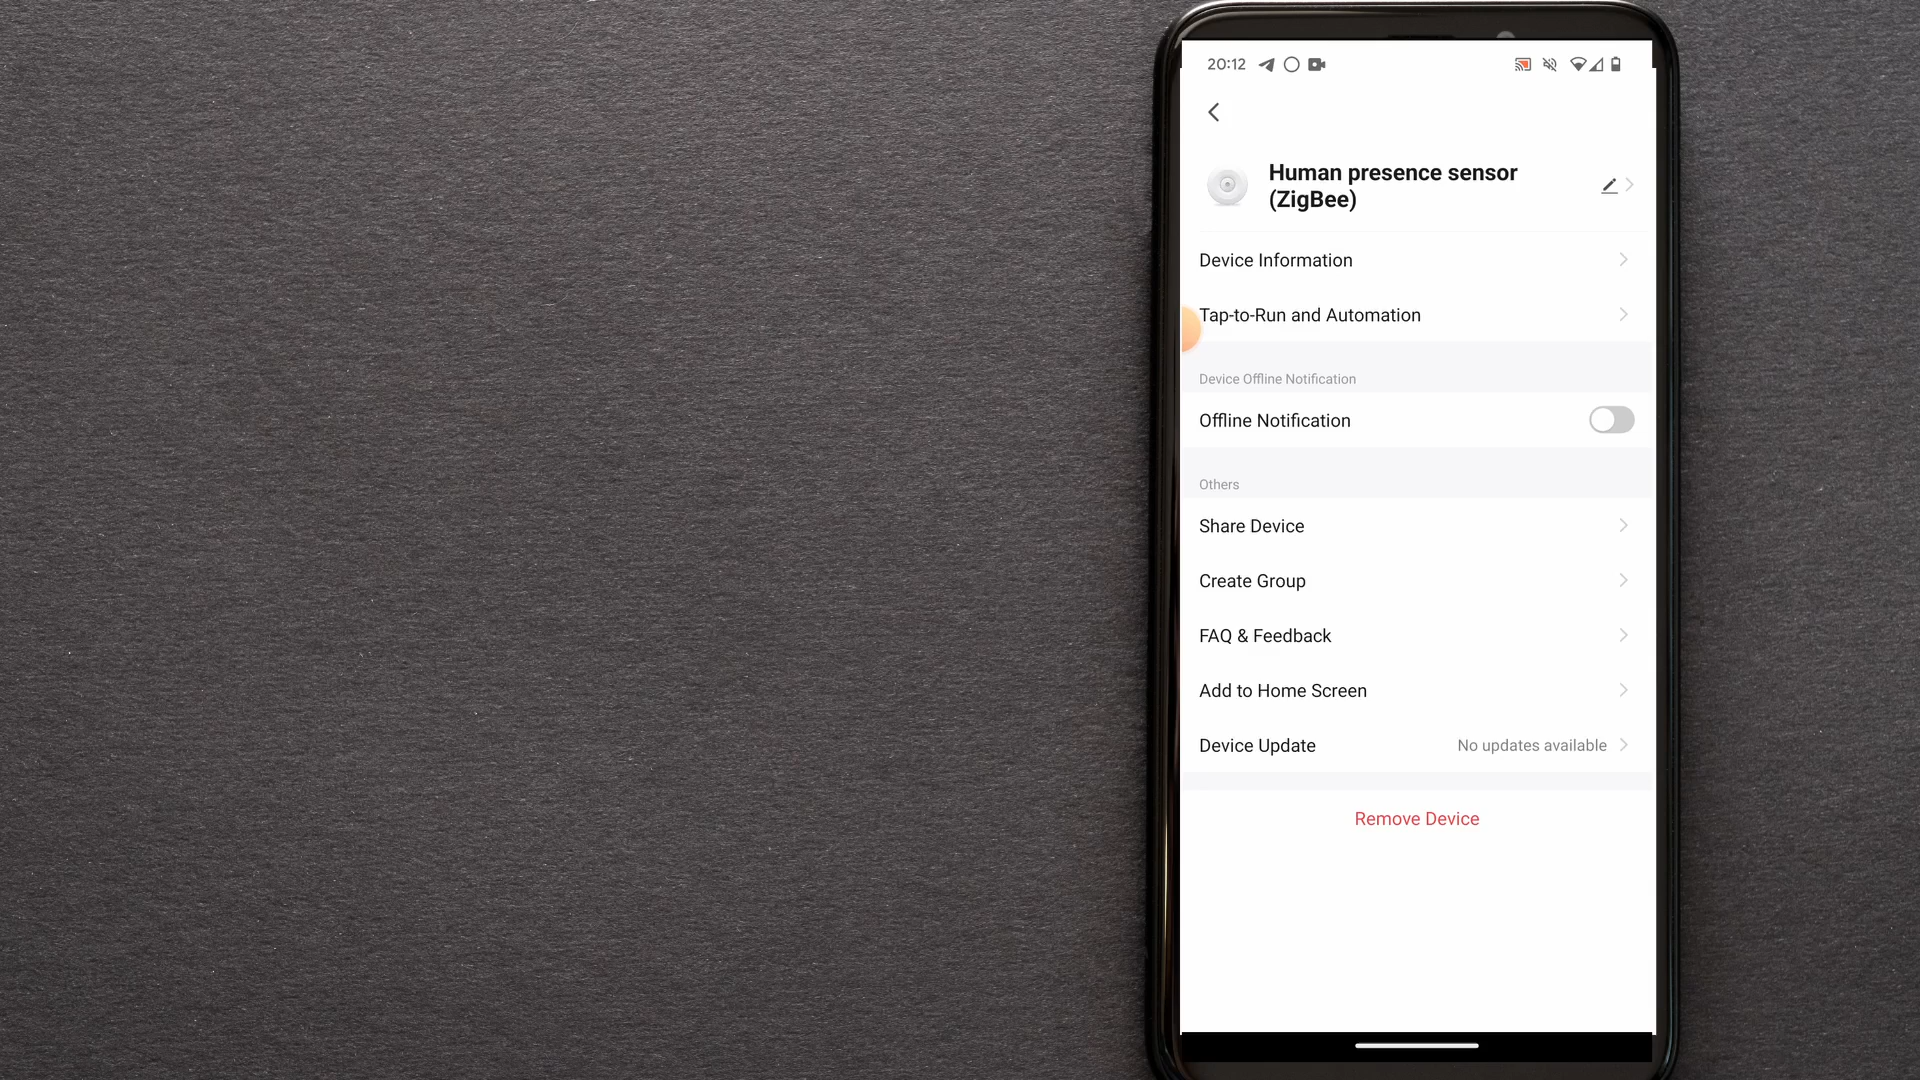 20:12
Human presence sensor
(ZigBee)
Device Information
Tap-to-Run and Automation
Device Offline Notification
Offline Notification
Others
Share Device
Create Group
FAQ & Feedback
Add to Home Screen
Device Update No updates available
Remove Device